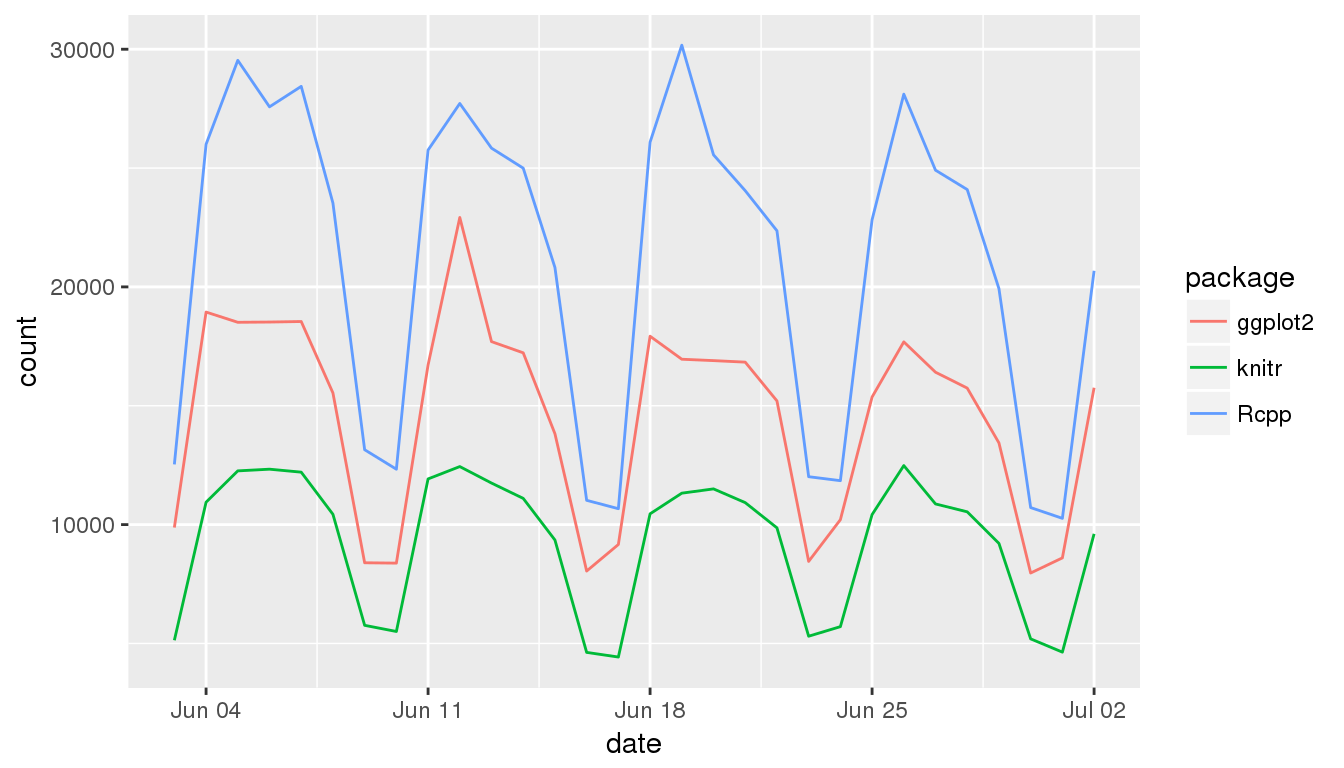 30000
20000
10000
count
Jun 04
Jun 11
Jun 18
Jun 25
Jul 02
date
package
ggplot2
knitr
Rcpp